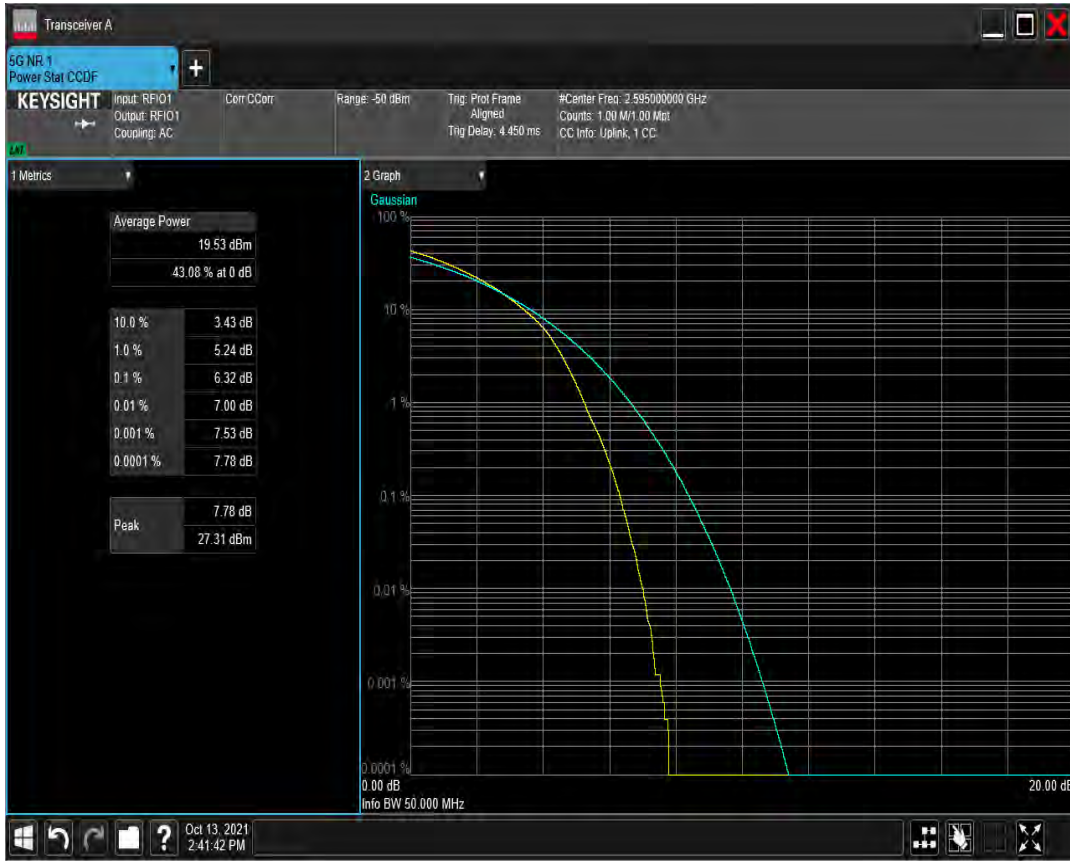 Transceiver A
5G NR 1
Power Stat CCDF
+
KEYSIGHT
Input: RFIO1
Output: RFIO1
Coupling: AC
Corr CCorr
Range: -50 dBm
Trig: Prot Frame
Aligned
Trig Delay: 4.450 ms
#Center Freq: 2.595000000 GHz
Counts: 1.00 M/1.00 Mpt
CC Info: Uplink, 1 CC
LNI
1 Metrics
Average Power
19.53 dBm
43.08 % at 0 dB
10.0 % 3.43 dB
1.0 % 5.24 dB
0.1 % 6.32 dB
0.01 % 7.00 dB
0.001 % 7.53 dB
0.0001 % 7.78 dB
Peak
7.78 dB
27.31 dBm
2 Graph
Gaussian
100 %
10 %
1 %
0.1 %
0.01 %
0.001 %
0.0001 %
0.00 dB
20.00 dB
Info BW 50.000 MHz
?
Oct 13, 2021
2:41:42 PM